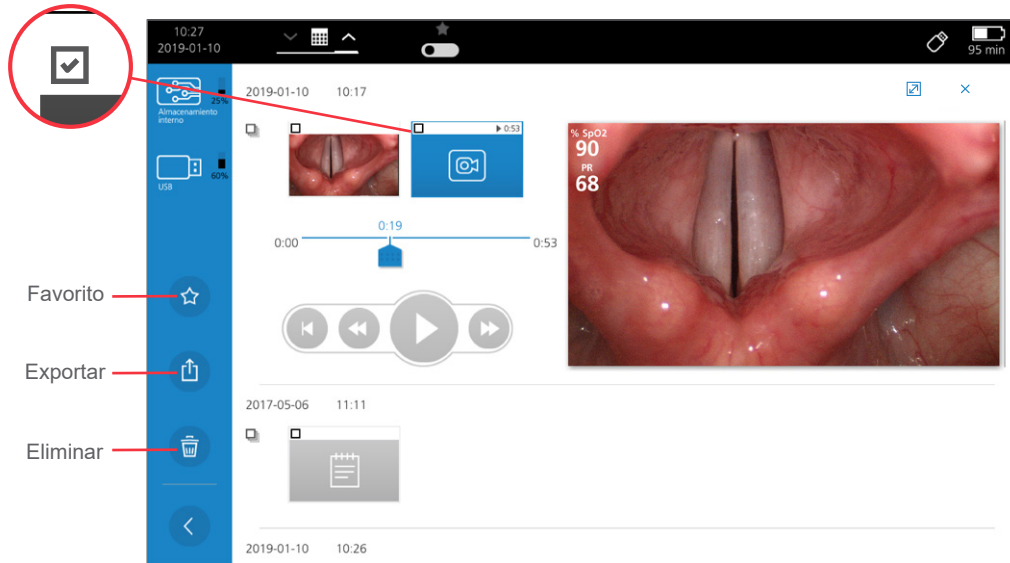 10:27
2019-01-10
95 min
Almacenamiento
interno
25%
USB
60%
2019-01-10 10:17
0:53
% SpO2
90
PR
68
0:19
0:00
0:53
Favorito
Exportar
Eliminar
2017-05-06 11:11
2019-01-10 10:26